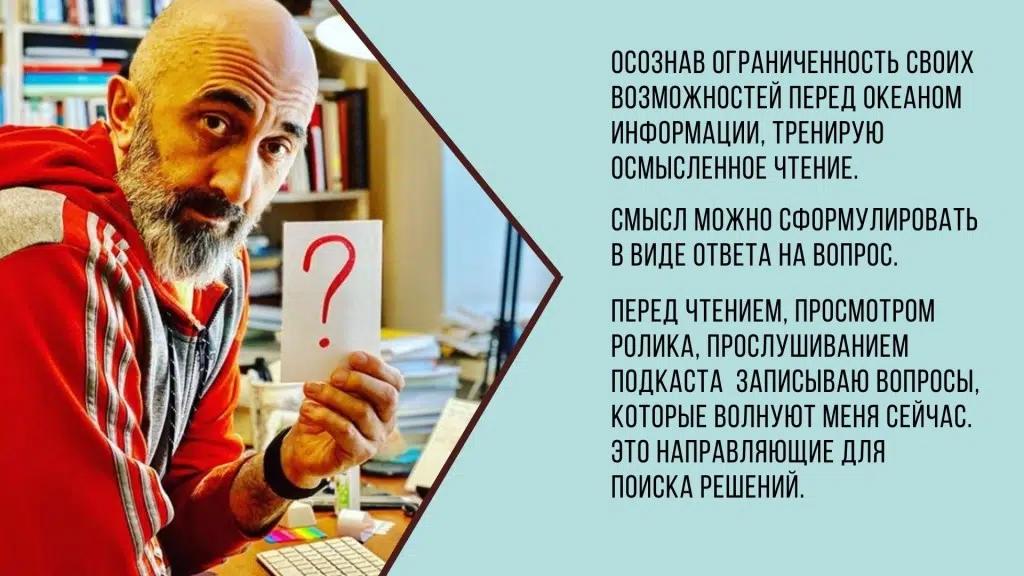 ?
ОСОЗНАВ ОГРАНИЧЕННОСТЬ СВОИХ
ВОЗМОЖНОСТЕЙ ПЕРЕД ОКЕАНОМ
ИНФОРМАЦИИ, ТРЕНИРУЮ
ОСМЫСЛЕННОЕ ЧТЕНИЕ.
СМЫСЛ МОЖНО СФОРМУЛИРОВАТЬ
В ВИДЕ ОТВЕТА НА ВОПРОС.
ПЕРЕД ЧТЕНИЕМ, ПРОСМОТРОМ
РОЛИКА, ПРОСЛУШИВАНИЕМ
ПОДКАСТА ЗАПИСЫВАЮ ВОПРОСЫ,
КОТОРЫЕ ВОЛНУЮТ МЕНЯ СЕЙЧАС.
ЭТО НАПРАВЛЯЮЩИЕ ДЛЯ
ПОИСКА РЕШЕНИЙ.